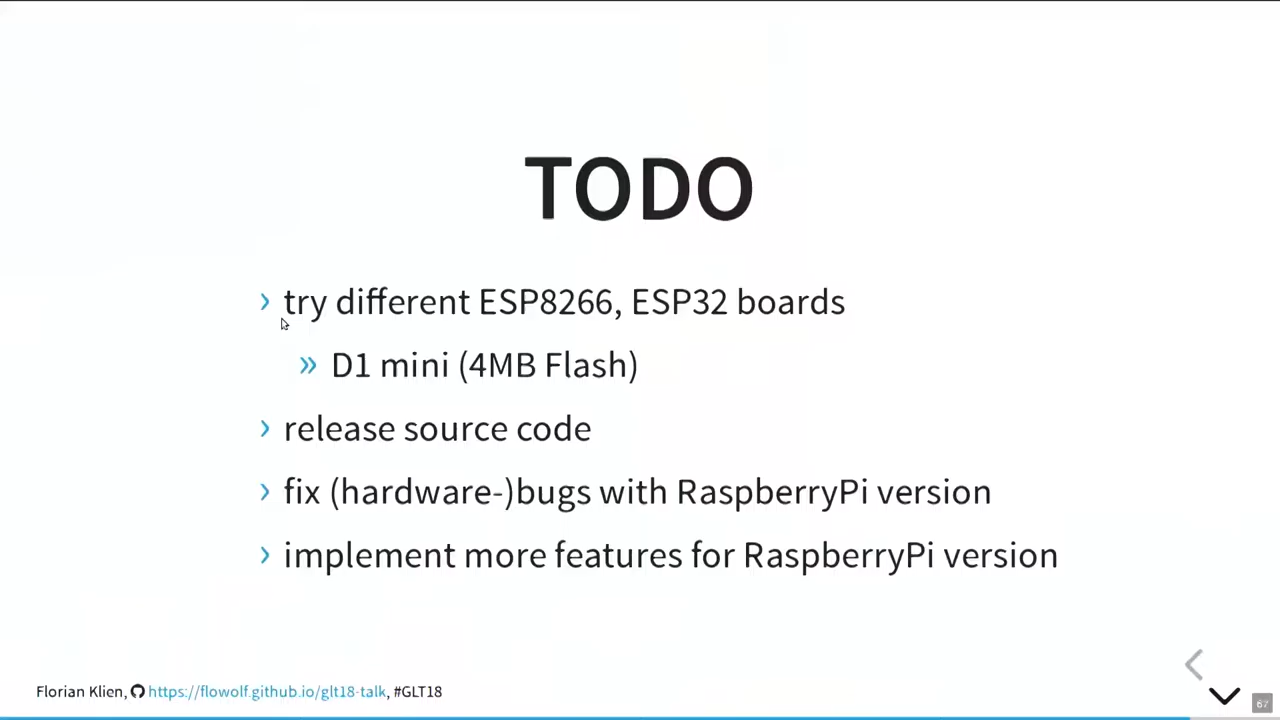 TODO
› try different ESP8266, ESP32 boards
» D1 mini (4MB Flash)
› release source code
› fix (hardware-)bugs with RaspberryPi version
› implement more features for RaspberryPi version
Florian Klien, https://flowolf.github.io/glt18-talk, #GLT18
67